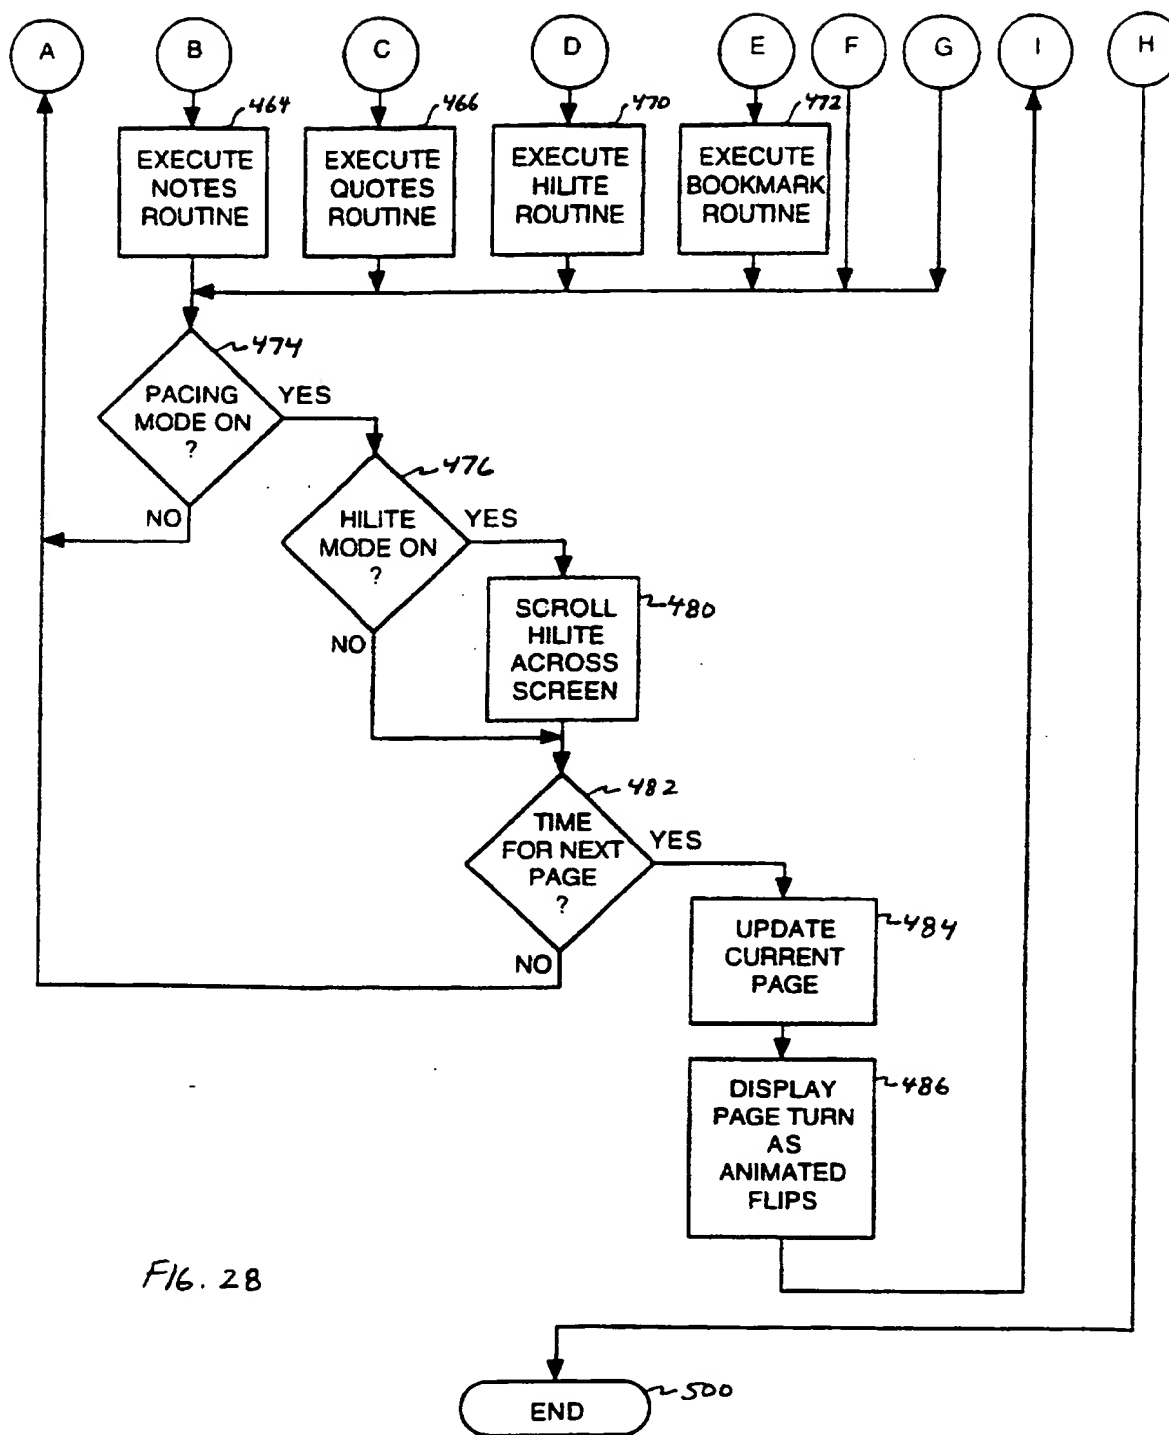 A B C D E F G I H
464 466 470 472
EXECUTE
NOTES
ROUTINE
EXECUTE
QUOTES
ROUTINE
EXECUTE
HILITE
ROUTINE
EXECUTE
BOOKMARK
ROUTINE
474
PACING
MODE ON
?
YES
NO
476
HILITE
MODE ON
?
YES
NO
480
SCROLL
HILITE
ACROSS
SCREEN
482
TIME
FOR NEXT
PAGE
?
YES
NO
484
UPDATE
CURRENT
PAGE
486
DISPLAY
PAGE TURN
AS
ANIMATED
FLIPS
FIG. 28
500
END